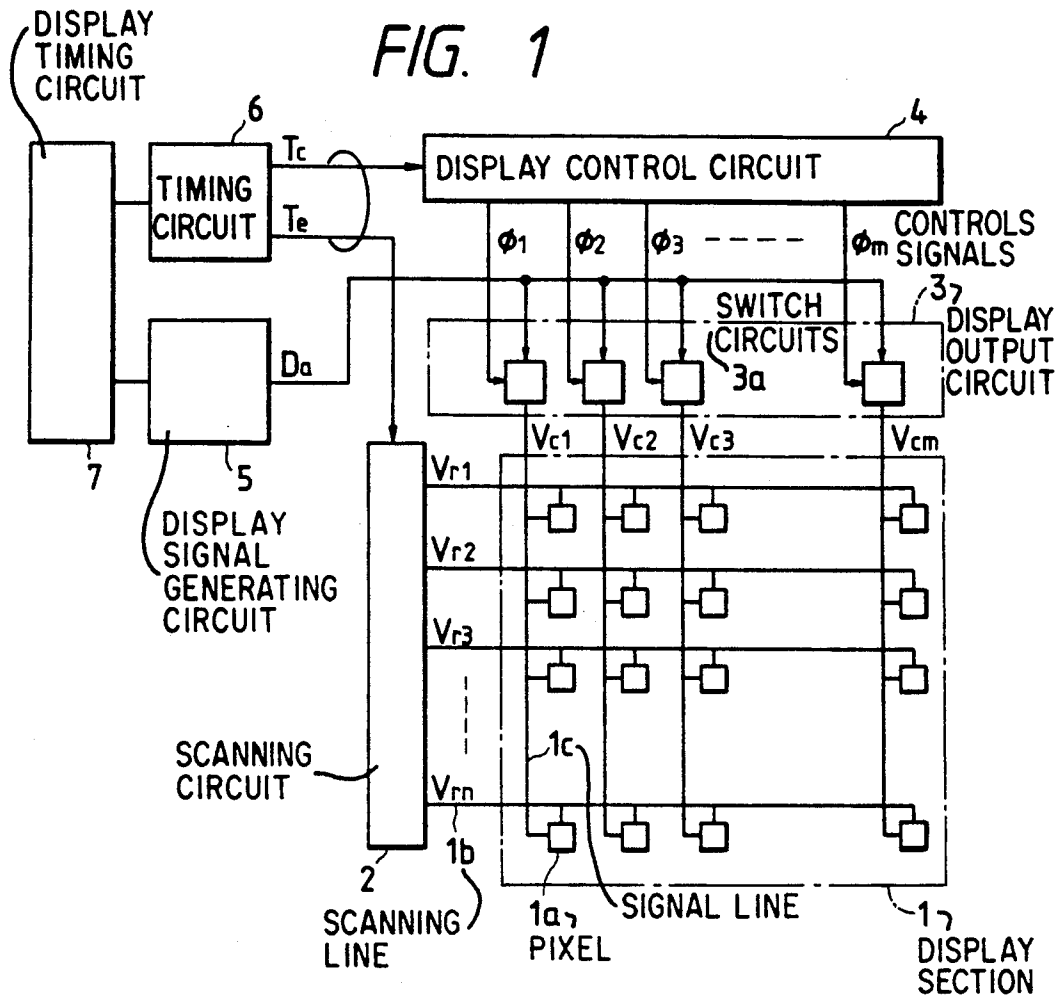 DISPLAY
TIMING
CIRCUIT
FIG. 1
6
4
Tc
DISPLAY CONTROL CIRCUIT
TIMING
CIRCUIT
Te
ϕ1 ϕ2 ϕ3 ϕm
CONTROLS
SIGNALS
SWITCH
CIRCUITS
3a
3
DISPLAY
OUTPUT
CIRCUIT
Da
7
5
Vc1 Vc2 Vc3 Vcm
Vr1
DISPLAY
SIGNAL
GENERATING
CIRCUIT
Vr2
Vr3
SCANNING
CIRCUIT
1c
Vrn
2
1b
SCANNING
LINE
1a
PIXEL
SIGNAL LINE
1
DISPLAY
SECTION